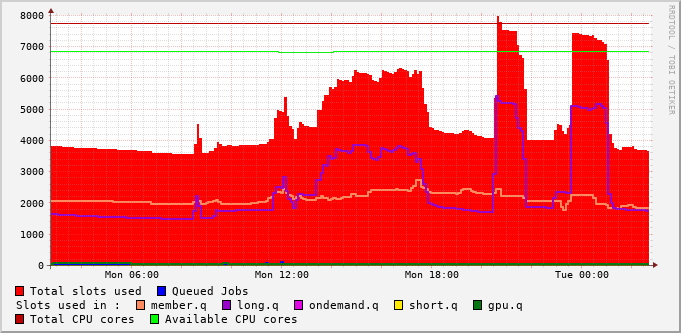 8000
7000
6000
5000
4000
3000
2000
1000
0
Mon 06:00 Mon 12:00 Mon 18:00 Tue 00:00
RRDTOOL / TOBI OETIKER
Total slots used Queued Jobs
Slots used in : member.q long.q ondemand.q short.q gpu.q
Total CPU cores Available CPU cores